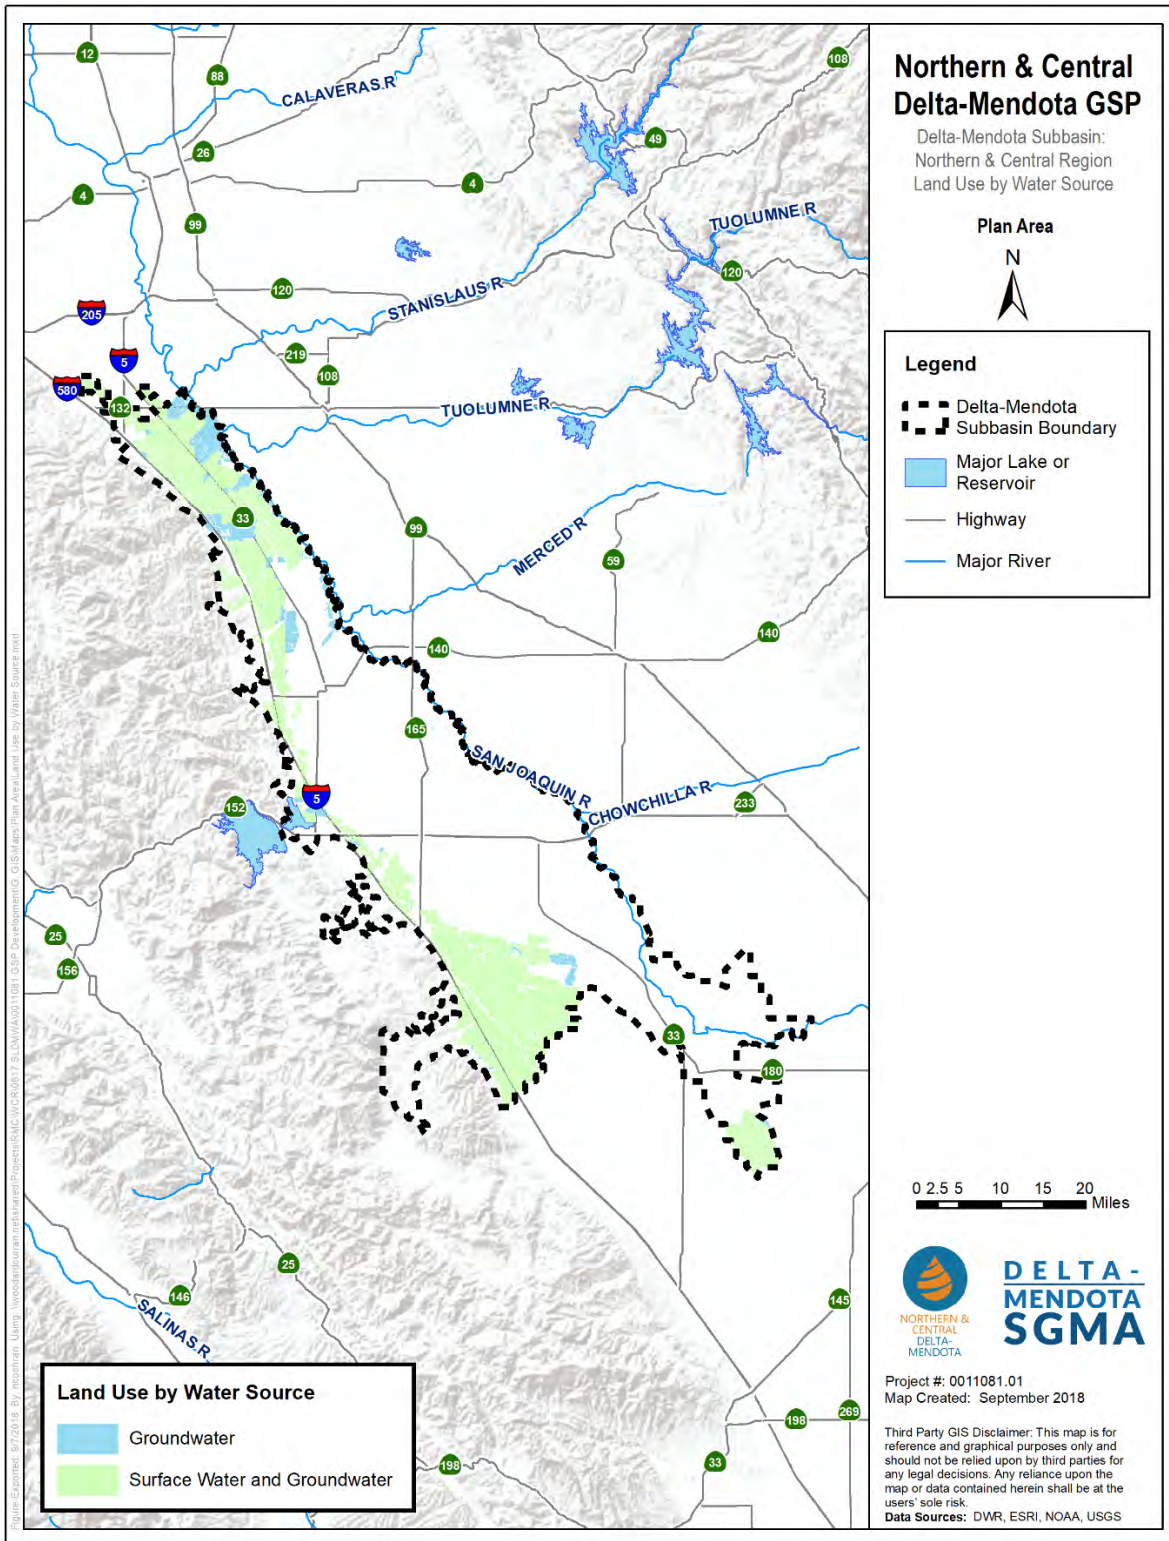 Northern & Central
Delta-Mendota GSP
Delta-Mendota Subbasin:
Northern & Central Region
Land Use by Water Source
Plan Area
N
Legend
Delta-Mendota
Subbasin Boundary
Major Lake or
Reservoir
Highway
Major River
0 2.5 5 10 15 20
Miles
NORTHERN &
CENTRAL
DELTA-
MENDOTA
DELTA-
MENDOTA
SGMA
Project #: 0011081.01
Map Created: September 2018
Third Party GIS Disclaimer: This map is for
reference and graphical purposes only and
should not be relied upon by third parties for
any legal decisions. Any reliance upon the
map or data contained herein shall be at the
users' sole risk.
Data Sources: DWR, ESRI, NOAA, USGS
12
88
108
CALAVERAS R
49
26
4
4
99
TUOLUMNE R
120
120
STANISLAUS R
205
219
5
108
580
132
TUOLUMNE R
33
99
MERCED R
59
140
140
165
SAN JOAQUIN R
5
CHOWCHILLA R
152
233
25
156
33
180
25
146
145
SALINAS R
269
198
33
198
Land Use by Water Source
Groundwater
Surface Water and Groundwater